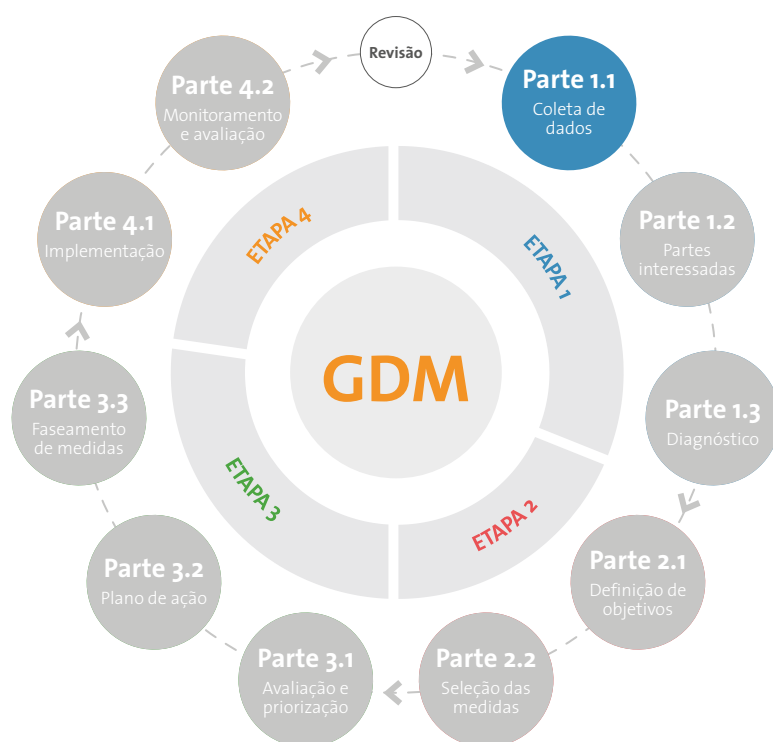 Revisão
Parte 1.1
Coleta de
dados
Parte 1.2
Partes
interessadas
Parte 1.3
Diagnóstico
Parte 2.1
Definição de
objetivos
Parte 2.2
Seleção das
medidas
Parte 3.1
Avaliação e
priorização
Parte 3.2
Plano de ação
Parte 3.3
Faseamento
de medidas
Parte 4.1
Implementação
Parte 4.2
Monitoramento
e avaliação
ETAPA 1
ETAPA 2
ETAPA 3
ETAPA 4
GDM